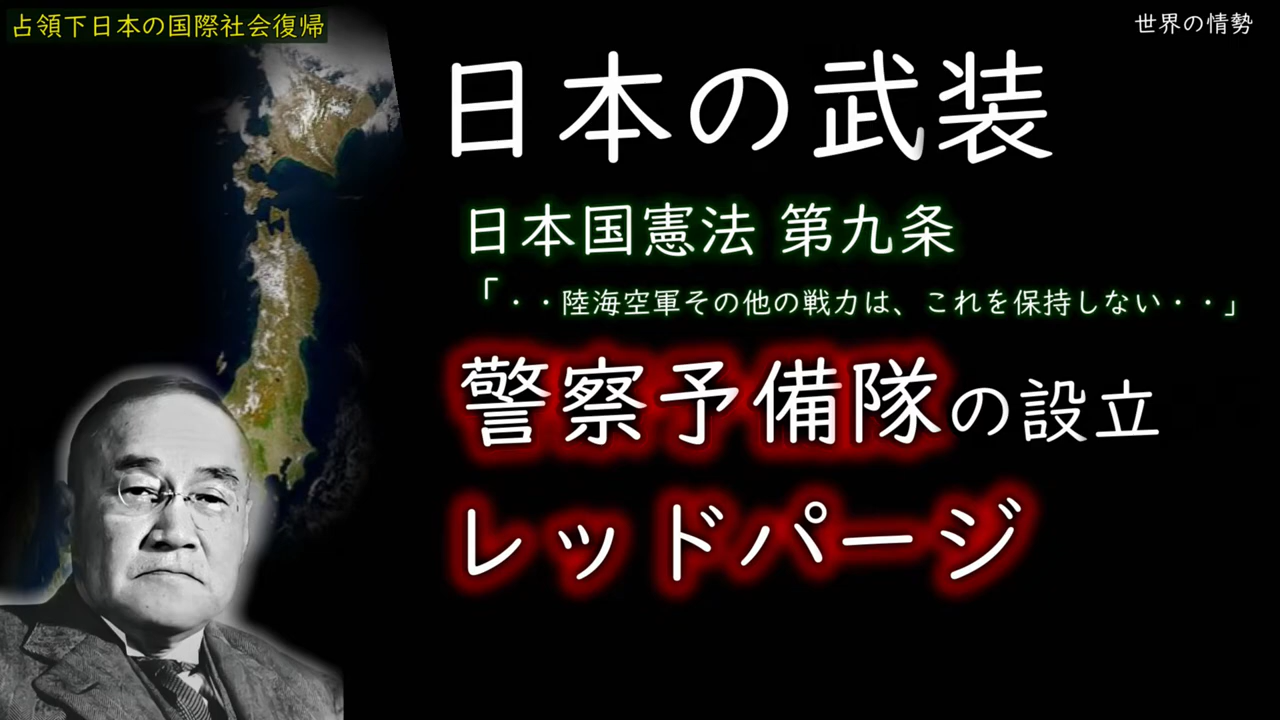 占領下日本の国際社会復帰
世界の情勢
日本の武装
日本国憲法 第九条
「・・陸海空軍その他の戦力は、これを保持しない・・」
警察予備隊の設立
レッドパージ